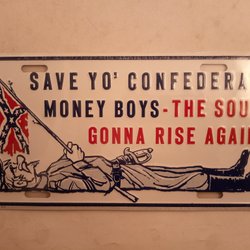 SAVE YO' CONFEDERA
MONEY BOYS-THE SOU
GONNA RISE AGAI